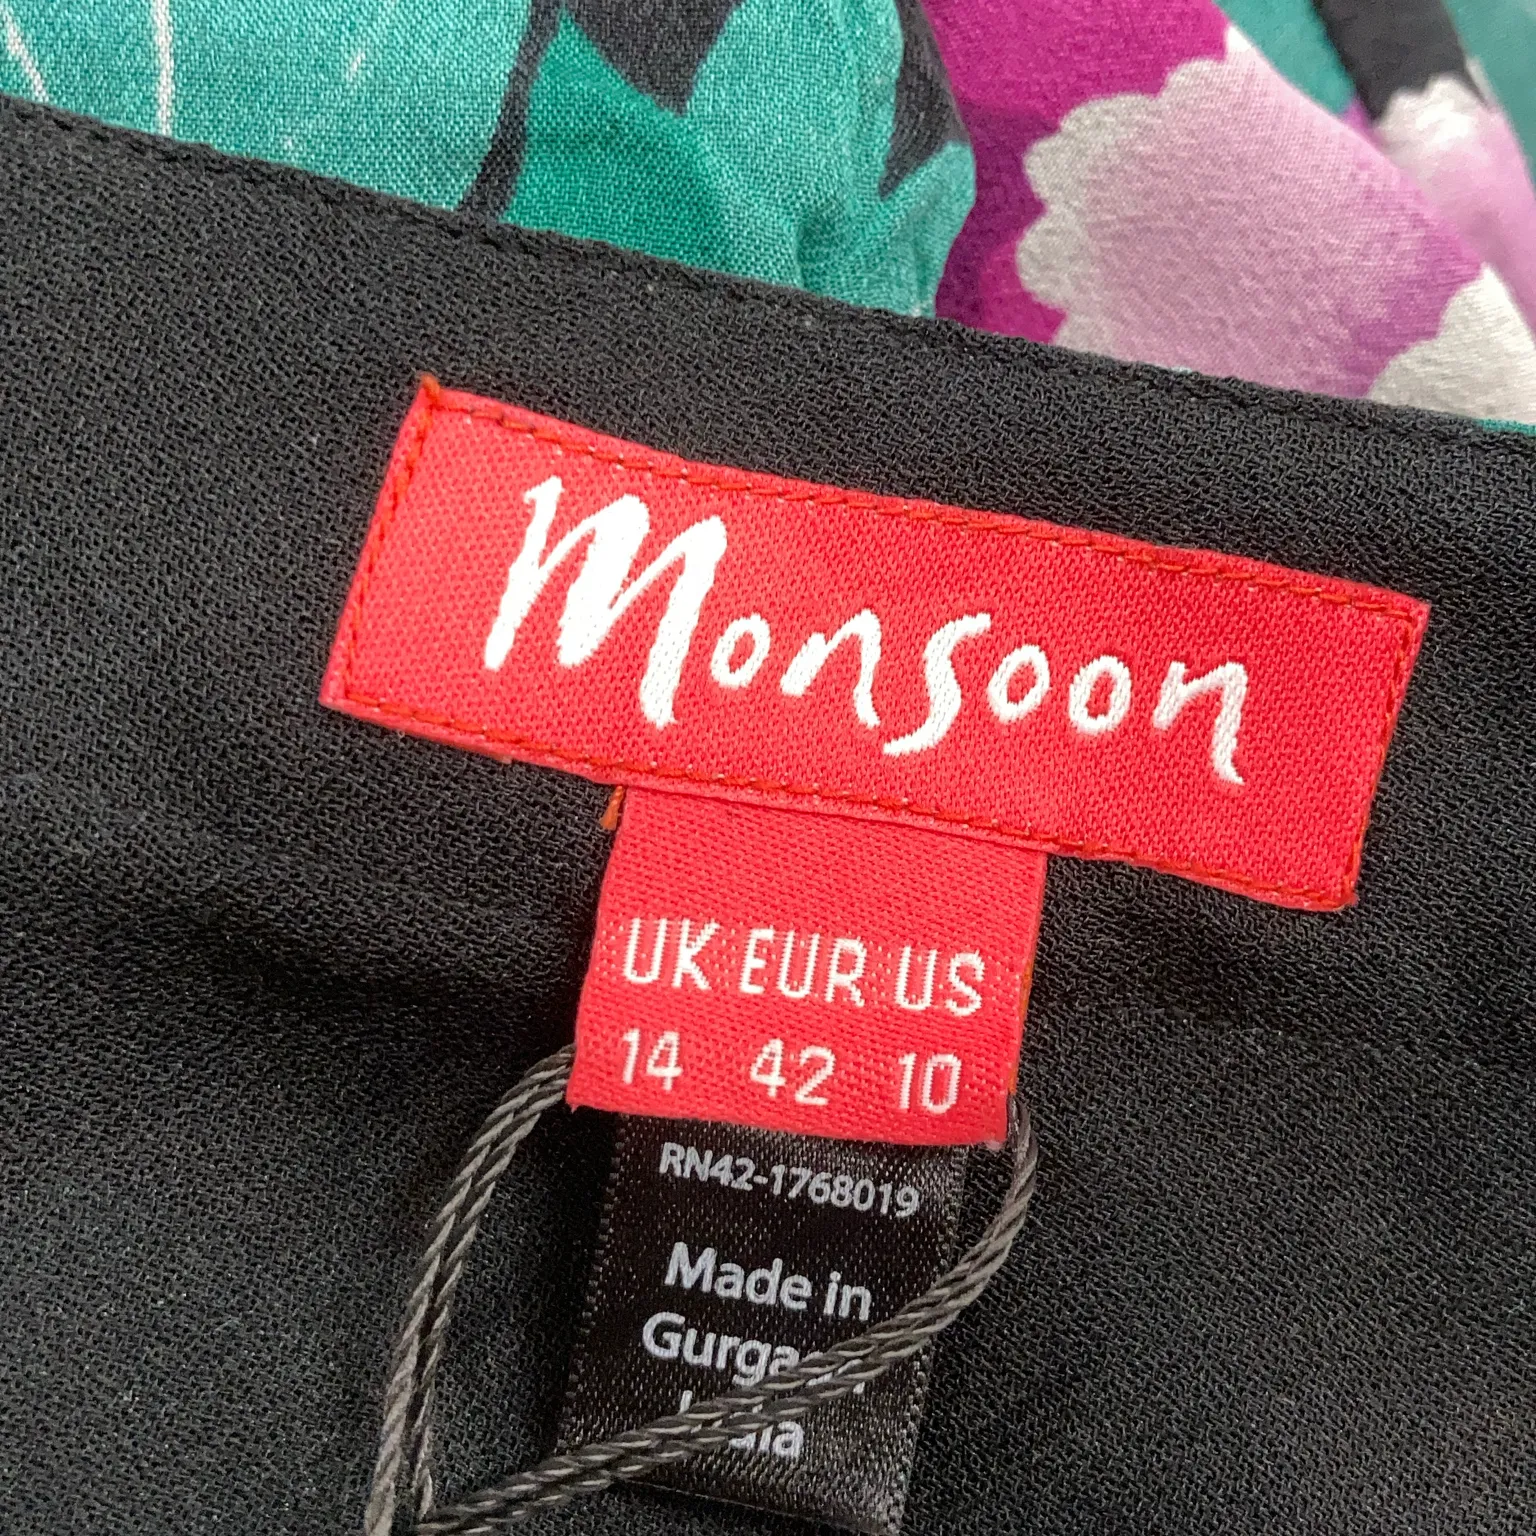 Monsoon
UK EUR US
14 42 10
RN42-1768019
Made in